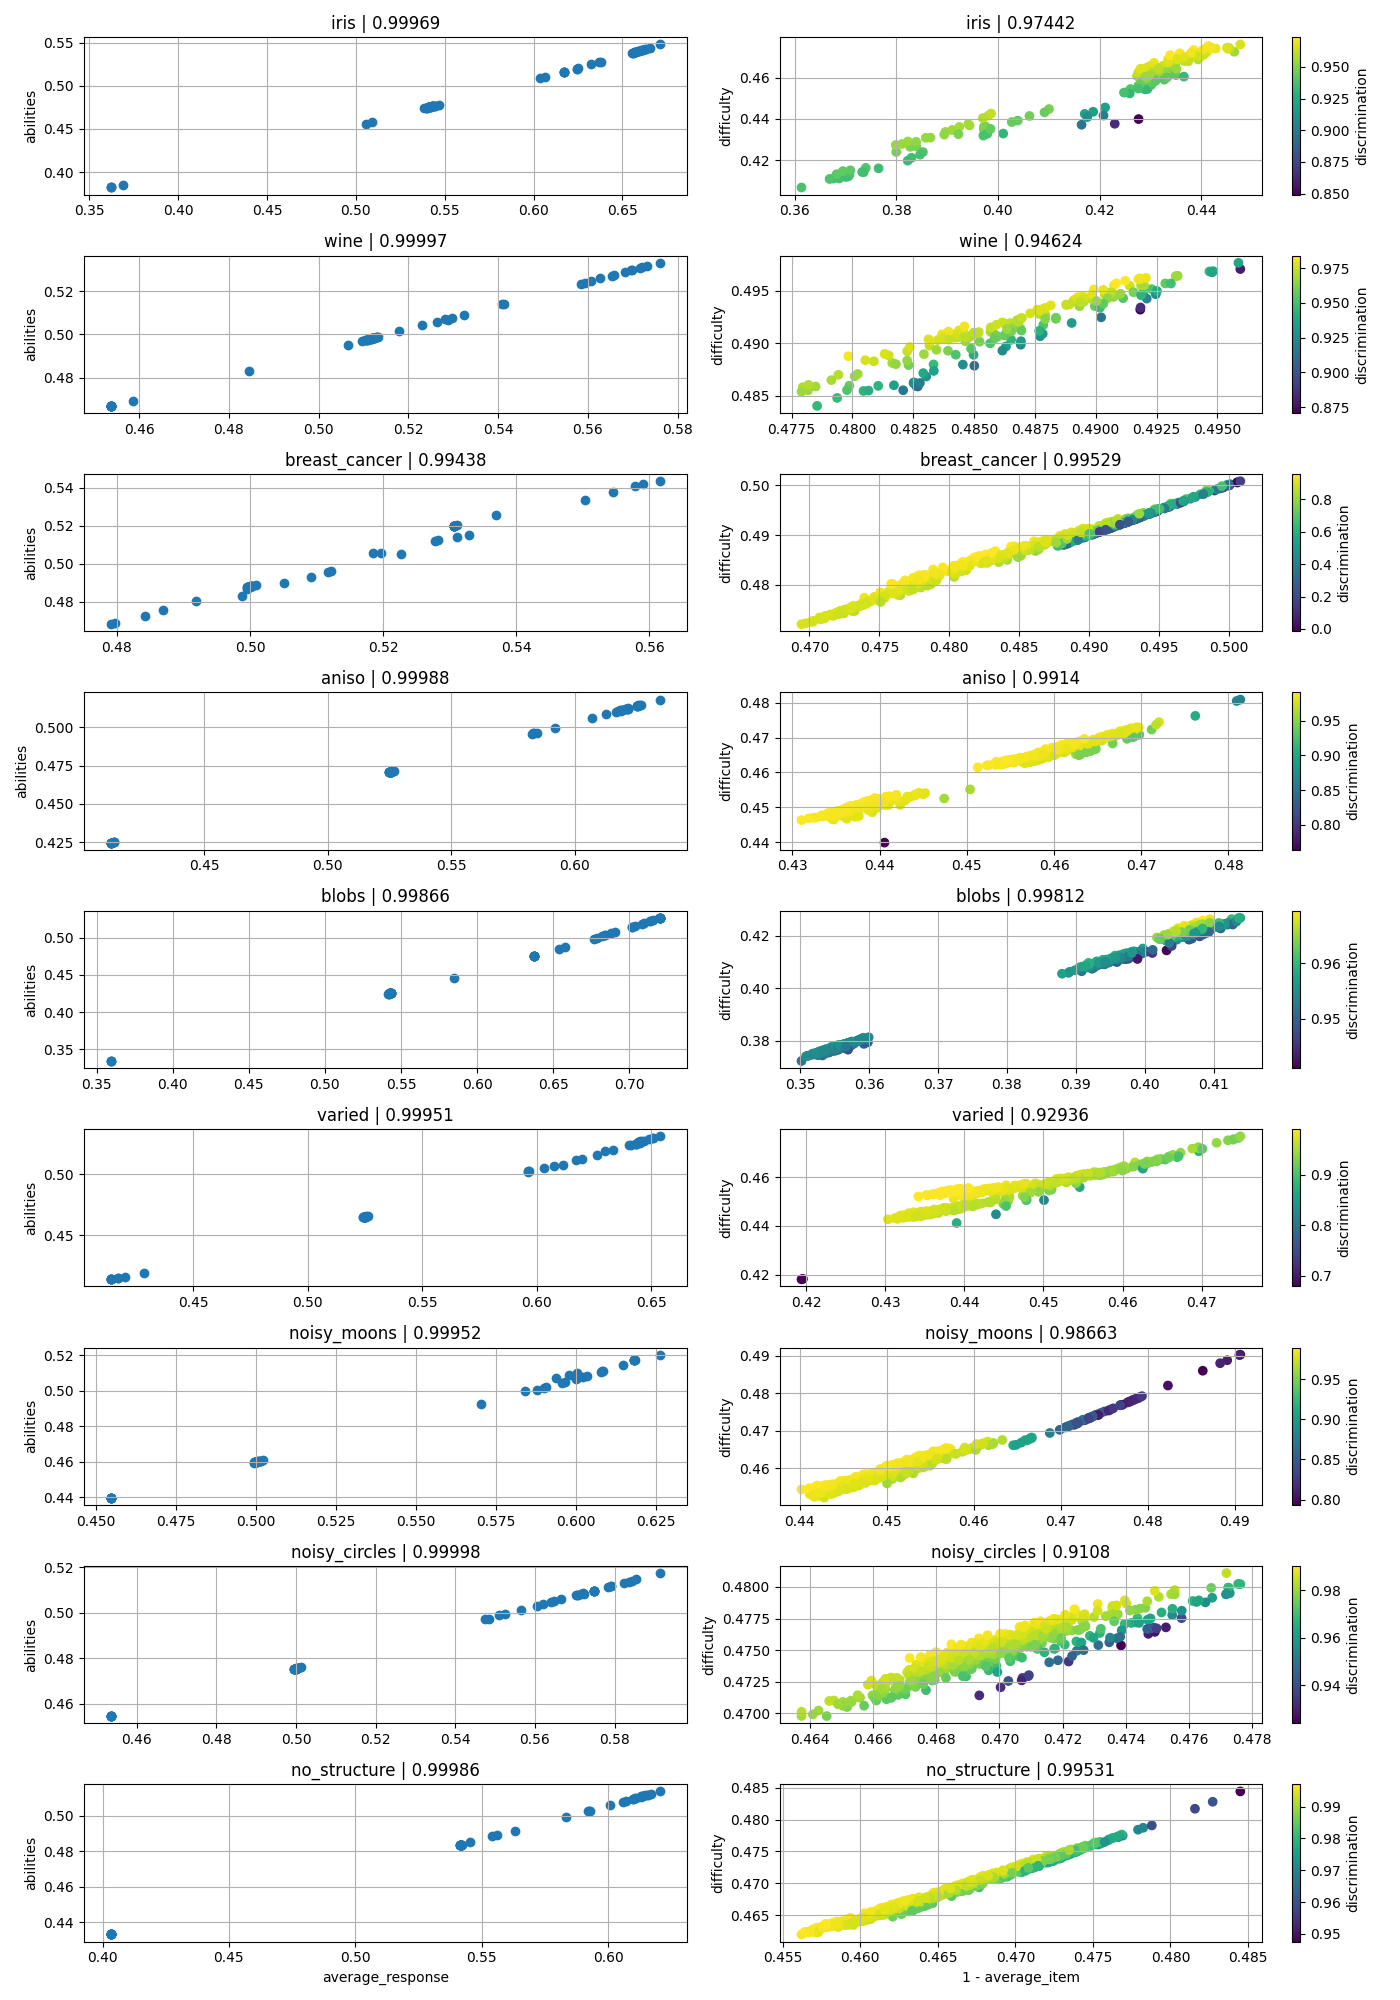 iris | 0.99969
abilities
0.55
0.50
0.45
0.40
0.35 0.40 0.45 0.50 0.55 0.60 0.65
iris | 0.97442
difficulty
0.46
0.44
0.42
0.36 0.38 0.40 0.42 0.44
0.950
0.925
0.900
0.875
0.850
discrimination
wine | 0.99997
abilities
0.52
0.50
0.48
0.46 0.48 0.50 0.52 0.54 0.56 0.58
wine | 0.94624
difficulty
0.495
0.490
0.485
0.4775 0.4800 0.4825 0.4850 0.4875 0.4900 0.4925 0.4950
0.975
0.950
0.925
0.900
0.875
discrimination
breast_cancer | 0.99438
abilities
0.54
0.52
0.50
0.48
0.48 0.50 0.52 0.54 0.56
breast_cancer | 0.99529
difficulty
0.50
0.49
0.48
0.470 0.475 0.480 0.485 0.490 0.495 0.500
0.8
0.6
0.4
0.2
0.0
discrimination
aniso | 0.99988
abilities
0.500
0.475
0.450
0.425
0.45 0.50 0.55 0.60
aniso | 0.9914
difficulty
0.48
0.47
0.46
0.45
0.44
0.43 0.44 0.45 0.46 0.47 0.48
0.95
0.90
0.85
0.80
discrimination
blobs | 0.99866
abilities
0.50
0.45
0.40
0.35
0.35 0.40 0.45 0.50 0.55 0.60 0.65 0.70
blobs | 0.99812
difficulty
0.42
0.40
0.38
0.35 0.36 0.37 0.38 0.39 0.40 0.41
0.96
0.95
discrimination
varied | 0.99951
abilities
0.50
0.45
0.45 0.50 0.55 0.60 0.65
varied | 0.92936
difficulty
0.46
0.44
0.42
0.42 0.43 0.44 0.45 0.46 0.47
0.9
0.8
0.7
discrimination
noisy_moons | 0.99952
abilities
0.52
0.50
0.48
0.46
0.44
0.450 0.475 0.500 0.525 0.550 0.575 0.600 0.625
noisy_moons | 0.98663
difficulty
0.49
0.48
0.47
0.46
0.44 0.45 0.46 0.47 0.48 0.49
0.95
0.90
0.85
0.80
discrimination
noisy_circles | 0.99998
abilities
0.52
0.50
0.48
0.46
0.46 0.48 0.50 0.52 0.54 0.56 0.58
noisy_circles | 0.9108
difficulty
0.4800
0.4775
0.4750
0.4725
0.4700
0.464 0.466 0.468 0.470 0.472 0.474 0.476 0.478
0.98
0.96
0.94
discrimination
no_structure | 0.99986
abilities
0.50
0.48
0.46
0.44
0.40 0.45 0.50 0.55 0.60
average_response
no_structure | 0.99531
difficulty
0.485
0.480
0.475
0.470
0.465
0.455 0.460 0.465 0.470 0.475 0.480 0.485
1 - average_item
0.99
0.98
0.97
0.96
0.95
discrimination